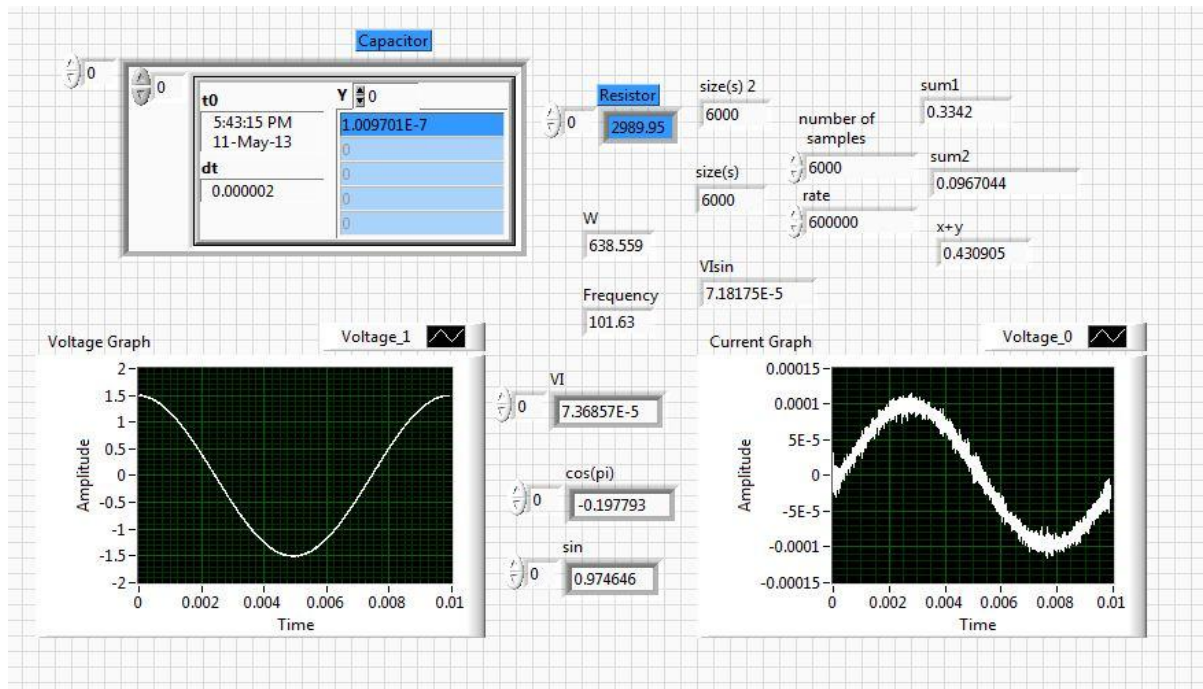 Capacitor
0
0
t0
5:43:15 PM
11-May-13
dt
0.000002
Y 0
1.009701E-7
0
0
0
0
Resistor
0
2989.95
size(s) 2
6000
size(s)
6000
number of
samples
6000
rate
600000
sum1
0.3342
sum2
0.0967044
x+y
0.430905
W
638.559
Frequency
101.63
VIsin
7.18175E-5
Voltage Graph
Voltage_1
Amplitude
2
1.5
1
0.5
0
-0.5
-1
-1.5
-2
0 0.002 0.004 0.006 0.008 0.01
Time
VI
0
7.36857E-5
cos(pi)
0
-0.197793
sin
0
0.974646
Current Graph
Voltage_0
Amplitude
0.00015
0.0001
5E-5
0
-5E-5
-0.0001
-0.00015
0 0.002 0.004 0.006 0.008 0.01
Time